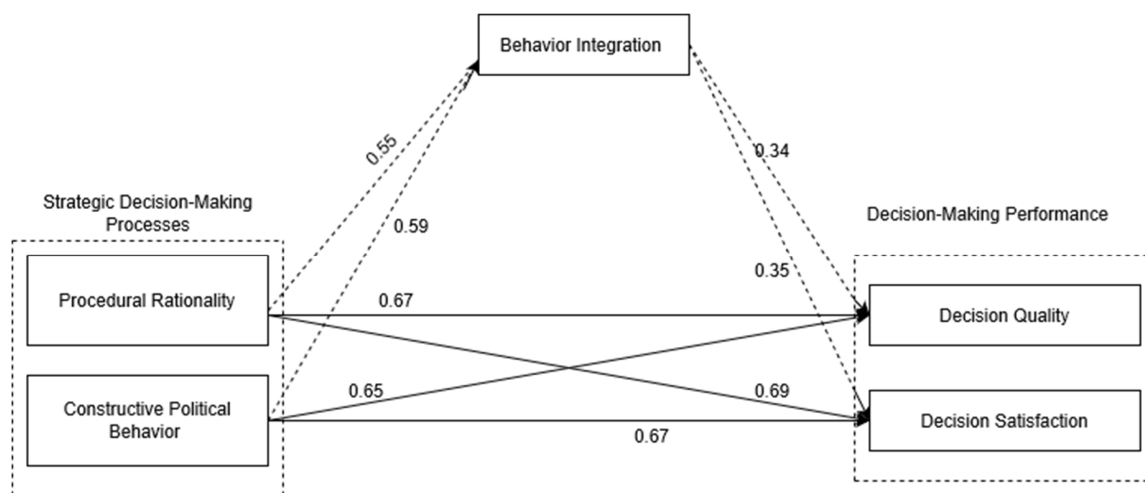 Behavior Integration
0.55
0.34
Strategic Decision-Making
Processes
0.59
Decision-Making Performance
0.35
Procedural Rationality
0.67
Decision Quality
Constructive Political
Behavior
0.65
0.69
0.67
Decision Satisfaction